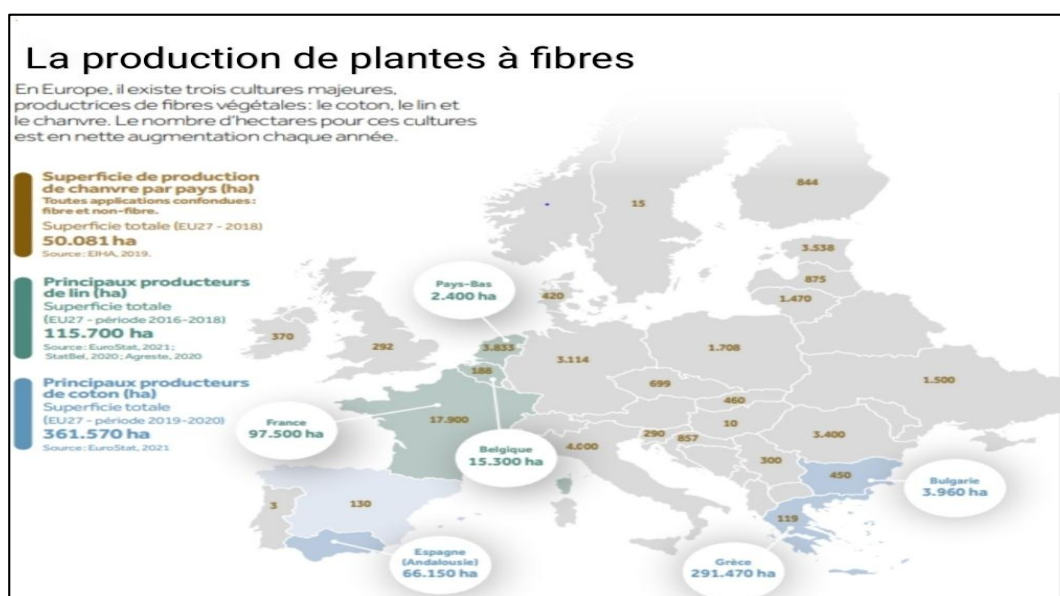 La production de plantes à fibres
En Europe, il existe trois cultures majeures,
productrices de fibres végétales : le coton, le lin et
le chanvre. Le nombre d'hectares pour ces cultures
est en nette augmentation chaque année.
Superficie de production
de chanvre par pays (ha)
Toutes applications confondues :
fibre et non-fibre.
Superficie totale (EU27 - 2018)
50.081 ha
Source : EIHA, 2019.
Principaux producteurs
de lin (ha)
Superficie totale
(EU27 - période 2016-2018)
115.700 ha
Source : EuroStat, 2021 ;
StatBel, 2020 ; Agreste, 2020
Principaux producteurs
de coton (ha)
Superficie totale
(EU27 - période 2019-2020)
361.570 ha
Source : EuroStat, 2021
844
15
3.538
875
1.470
Pays-Bas
2.400 ha
420
370
292
3.833
188
3.114
1.708
1.500
699
460
10
France
97.500 ha
17.900
Belgique
15.300 ha
4.000
290
857
3.400
300
450
Bulgarie
3.960 ha
3
130
119
Espagne
(Andalousie)
66.150 ha
Grèce
291.470 ha